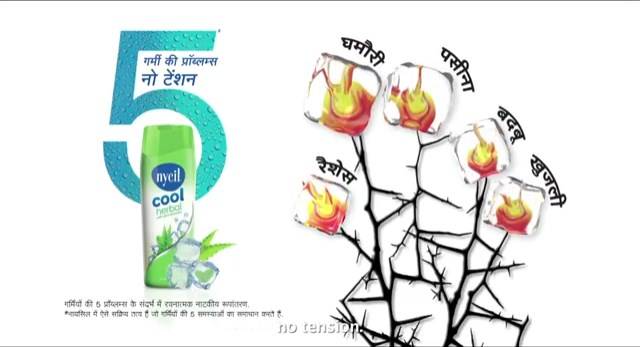 5*
गर्मी की प्रॉब्लम्स
नो टेंशन
nycil
cool
herbal
घमौरी
पसीना
बदबू
खुजली
रैशेस
गर्मियों की 5 प्रॉब्लम्स के संदर्भ में रचनात्मक नाटकीय रूपांतरण.
*नायसिल में ऐसे सक्रिय तत्व हैं जो गर्मियों की 5 समस्याओं का समाधान करते हैं.
no tension